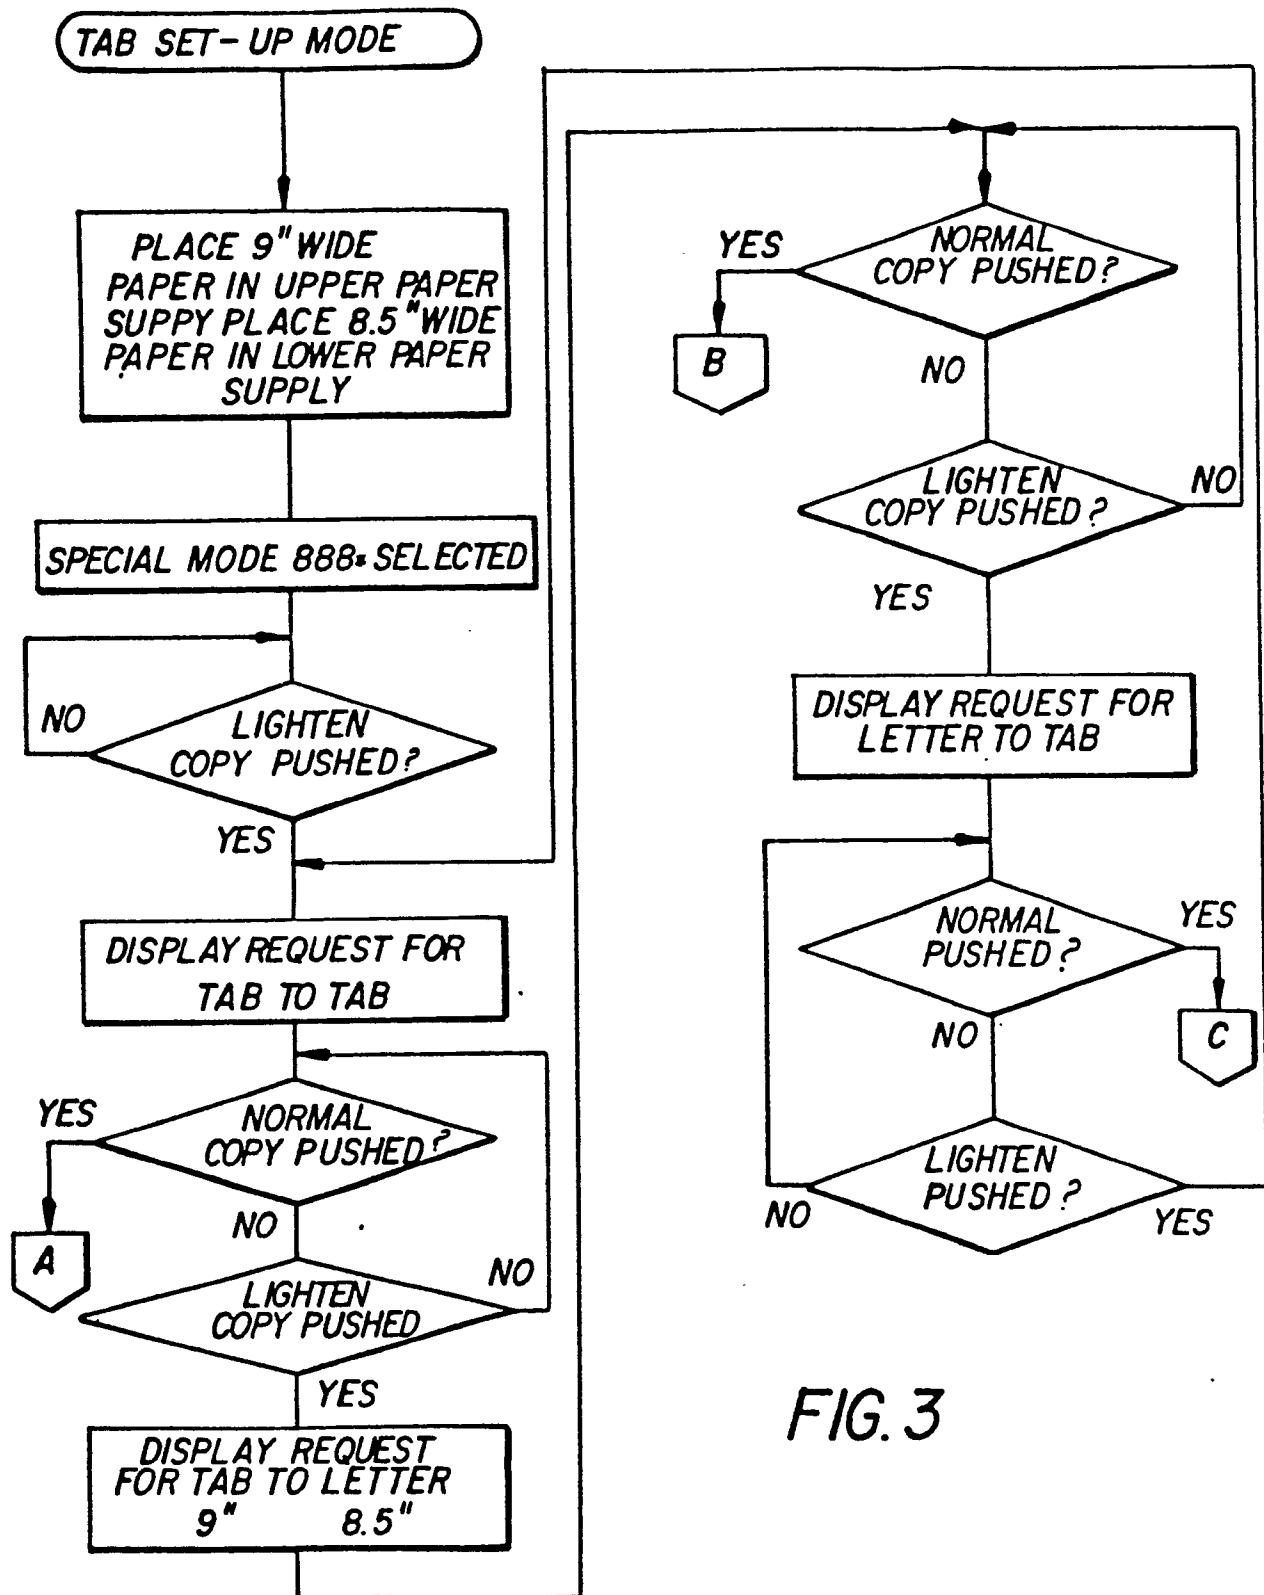 TAB SET-UP MODE
PLACE 9" WIDE
PAPER IN UPPER PAPER
SUPPY PLACE 8.5" WIDE
PAPER IN LOWER PAPER
SUPPLY
SPECIAL MODE 888* SELECTED
NO
LIGHTEN
COPY PUSHED?
YES
DISPLAY REQUEST FOR
TAB TO TAB
YES
NORMAL
COPY PUSHED?
A
NO
NO
LIGHTEN
COPY PUSHED
YES
DISPLAY REQUEST
FOR TAB TO LETTER
9" 8.5"
YES
NORMAL
COPY PUSHED?
B
NO
LIGHTEN
COPY PUSHED?
NO
YES
DISPLAY REQUEST FOR
LETTER TO TAB
NORMAL
PUSHED?
YES
C
NO
LIGHTEN
PUSHED?
NO
YES
FIG. 3